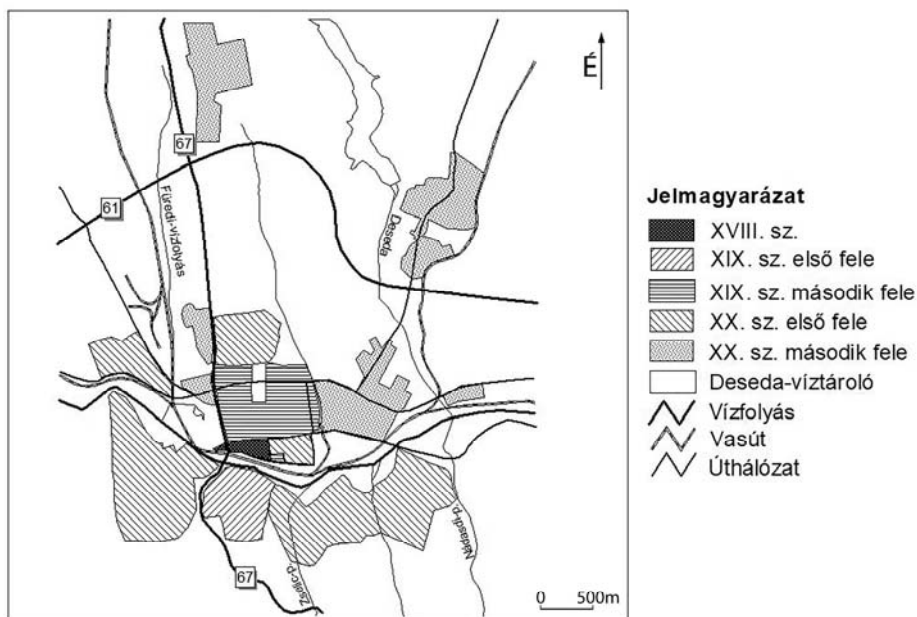 É
67
61
Füredi-vízfolyás
Deseda
67
Zselic-p.
Nádasdi-p.
0 500m
Jelmagyarázat
XVIII. sz.
XIX. sz. első fele
XIX. sz. második fele
XX. sz. első fele
XX. sz. második fele
Deseda-víztároló
Vízfolyás
Vasút
Úthálózat